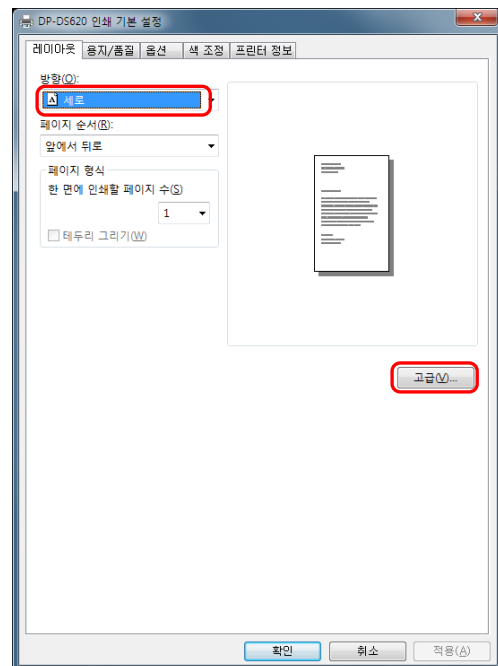 DP-DS620 인쇄 기본 설정
레이아웃 용지/품질 옵션 색 조정 프린터 정보
방향(O):
A 세로
페이지 순서(R):
앞에서 뒤로
페이지 형식
한 면에 인쇄할 페이지 수(S)
1
테두리 그리기(W)
고급(V)...
확인 취소 적용(A)